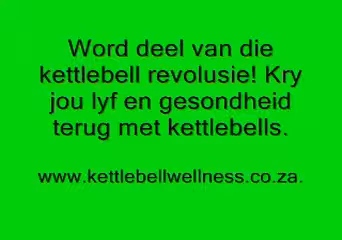 Word deel van die
kettlebell revolusie! Kry
jou lyf en gesondheid
terug met kettlebells.
www.kettlebellwellness.co.za.